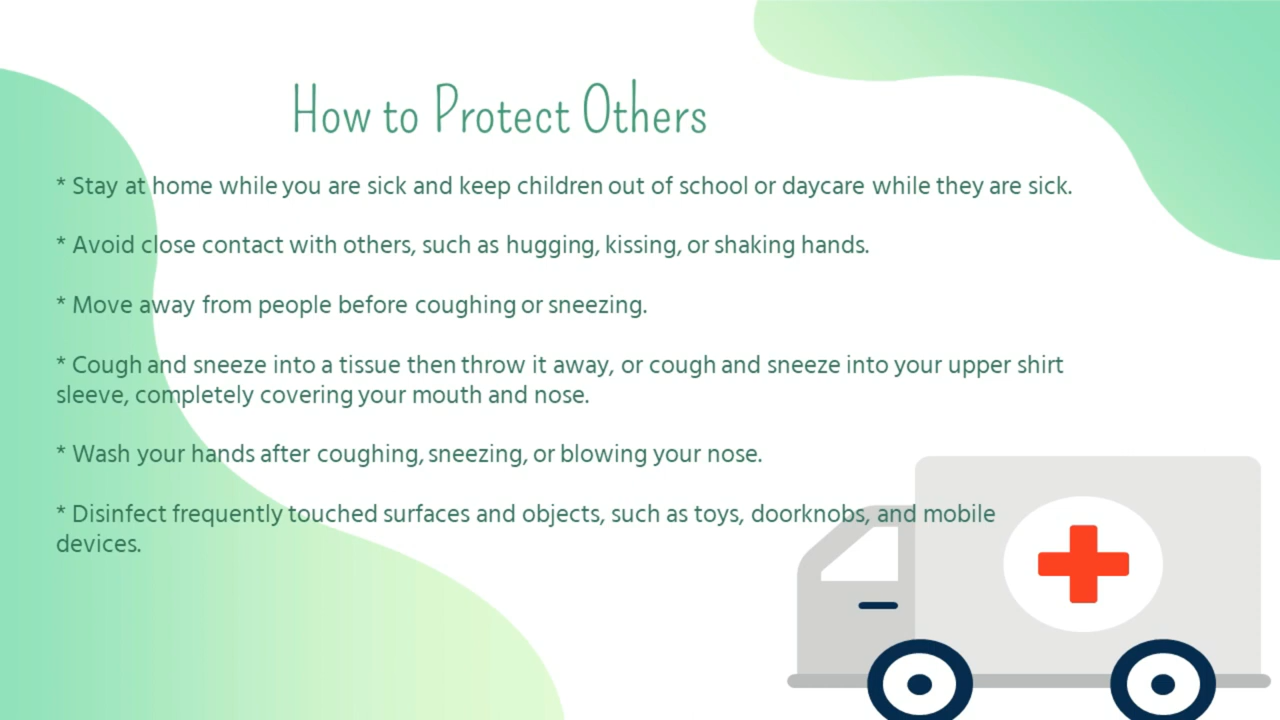 How to Protect Others
* Stay at home while you are sick and keep children out of school or daycare while they are sick.
* Avoid close contact with others, such as hugging, kissing, or shaking hands.
* Move away from people before coughing or sneezing.
* Cough and sneeze into a tissue then throw it away, or cough and sneeze into your upper shirt
sleeve, completely covering your mouth and nose.
* Wash your hands after coughing, sneezing, or blowing your nose.
* Disinfect frequently touched surfaces and objects, such as toys, doorknobs, and mobile
devices.